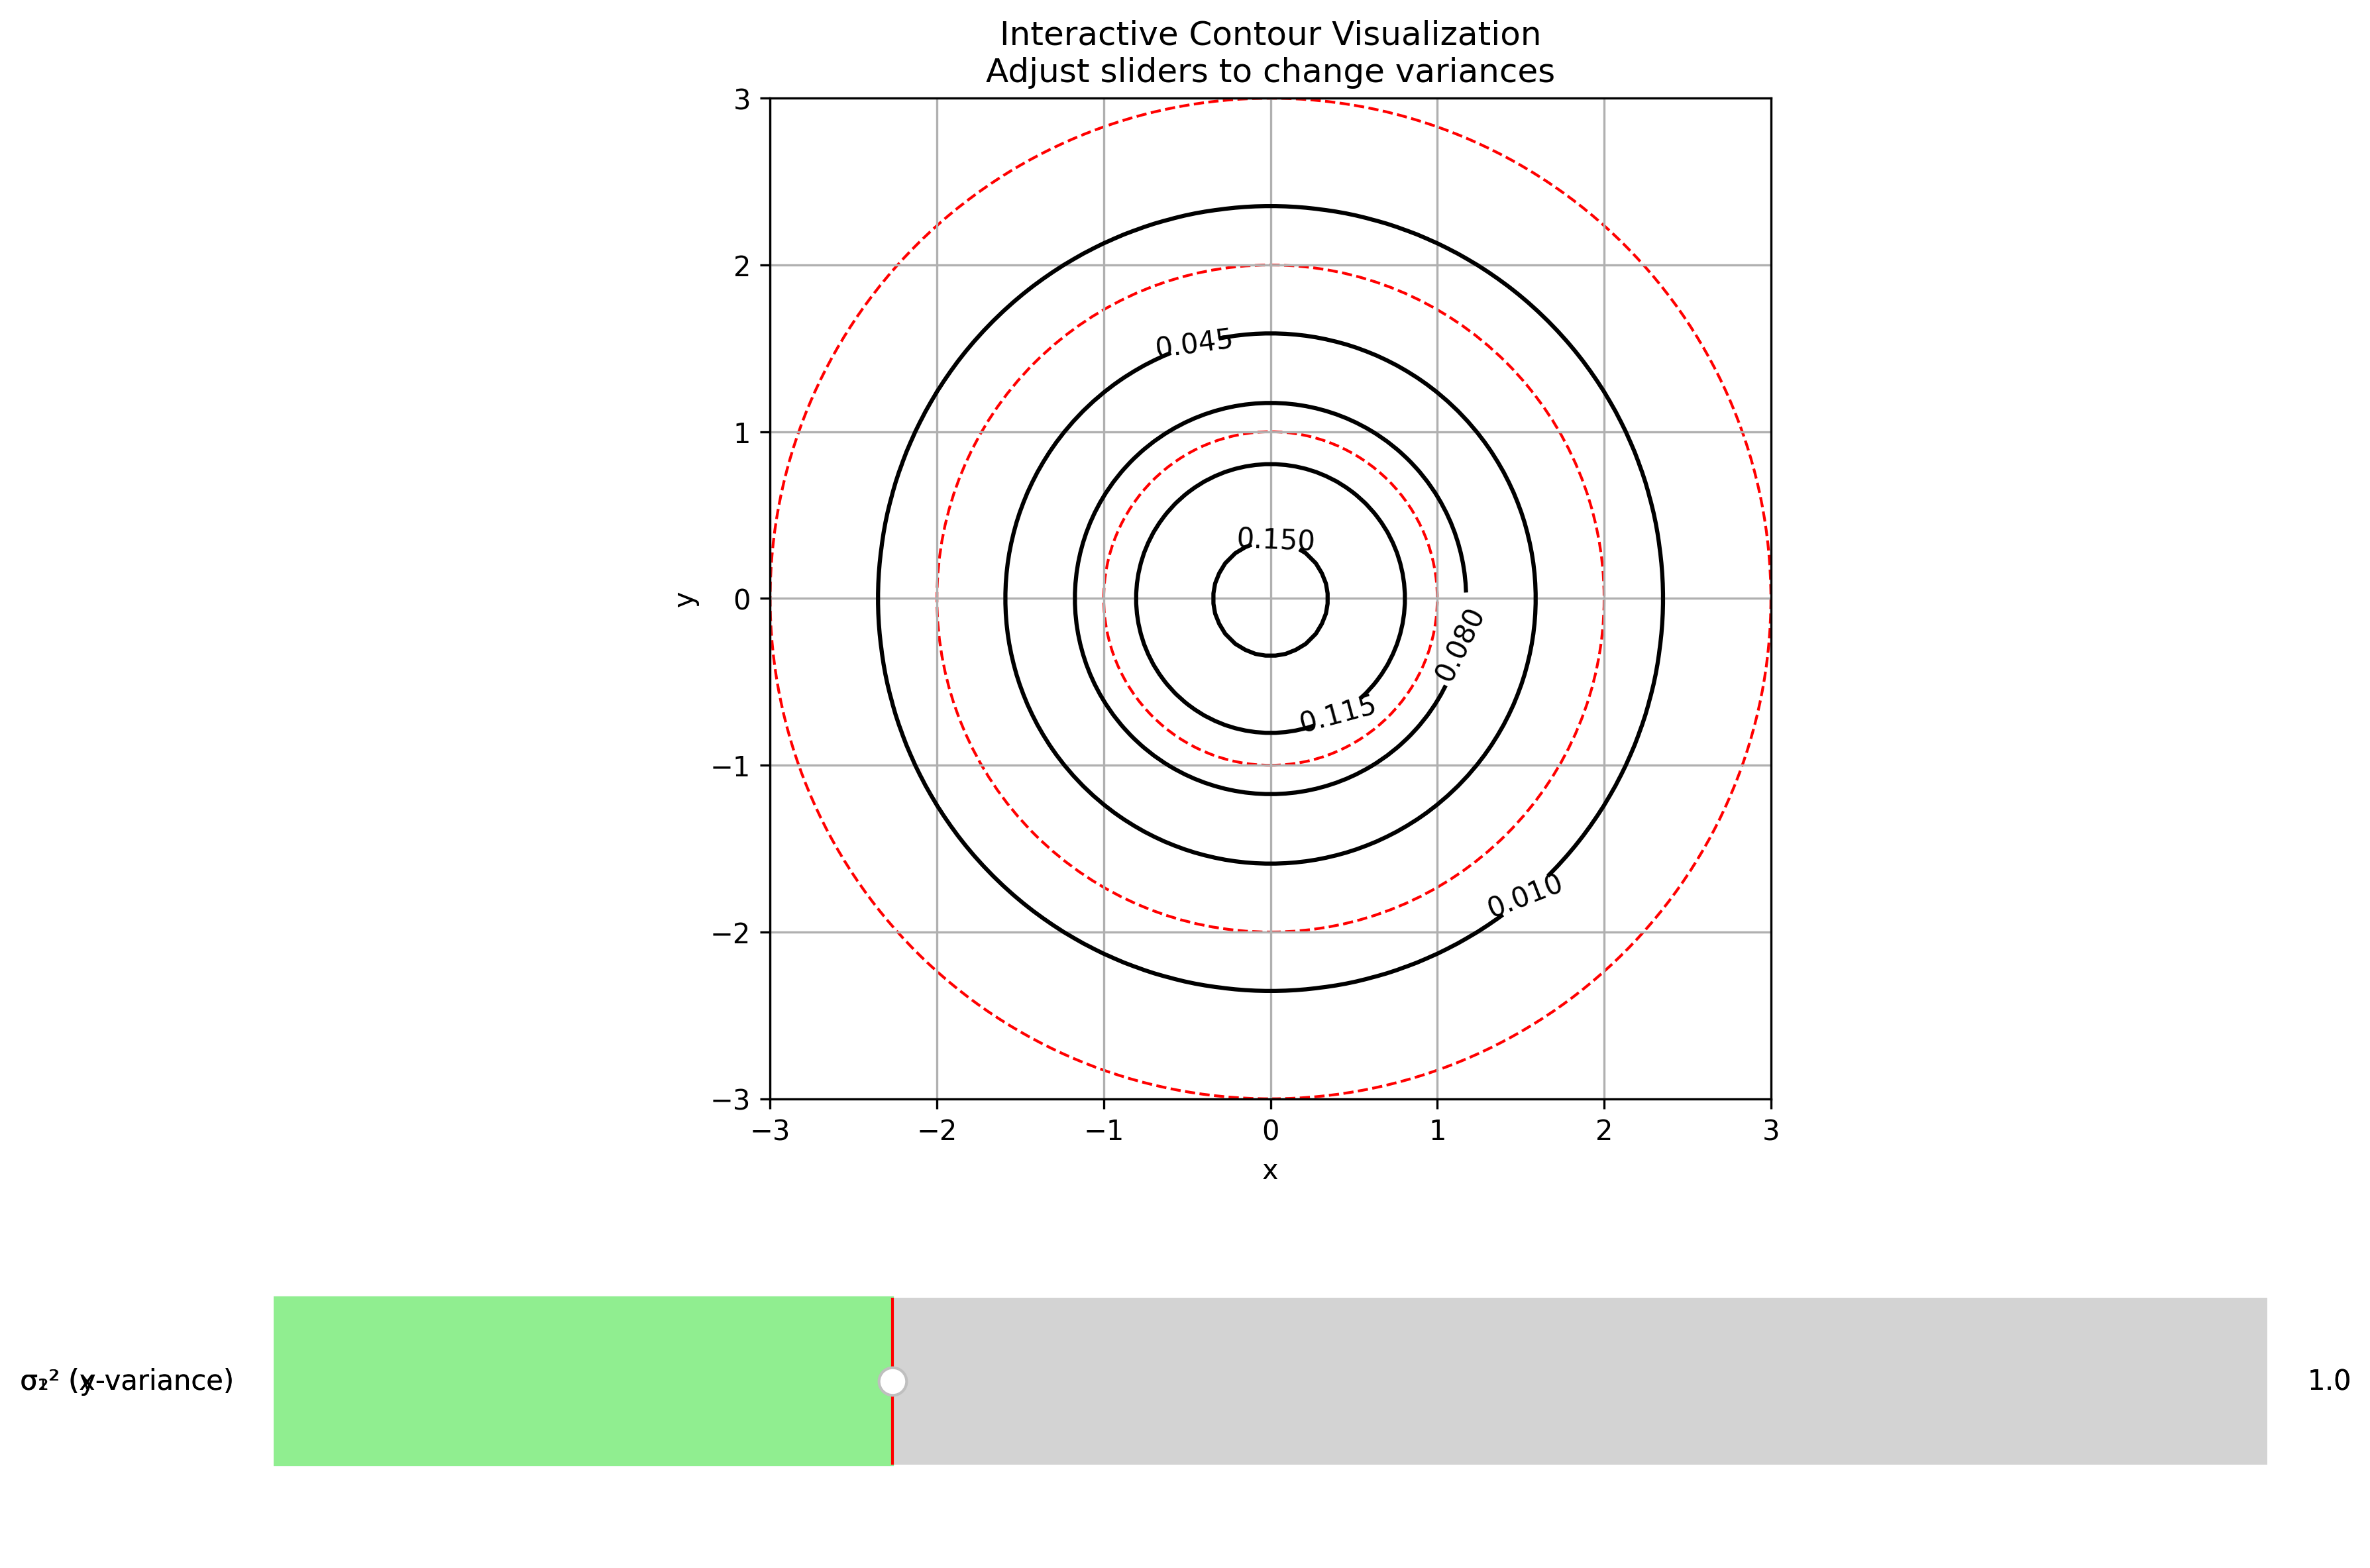 Interactive Contour Visualization
Adjust sliders to change variances
3
2
1
0
−1
−2
−3
y
0.045
0.150
0.080
0.115
0.010
−3 −2 −1 0 1 2 3
x
(-variance) 1.0